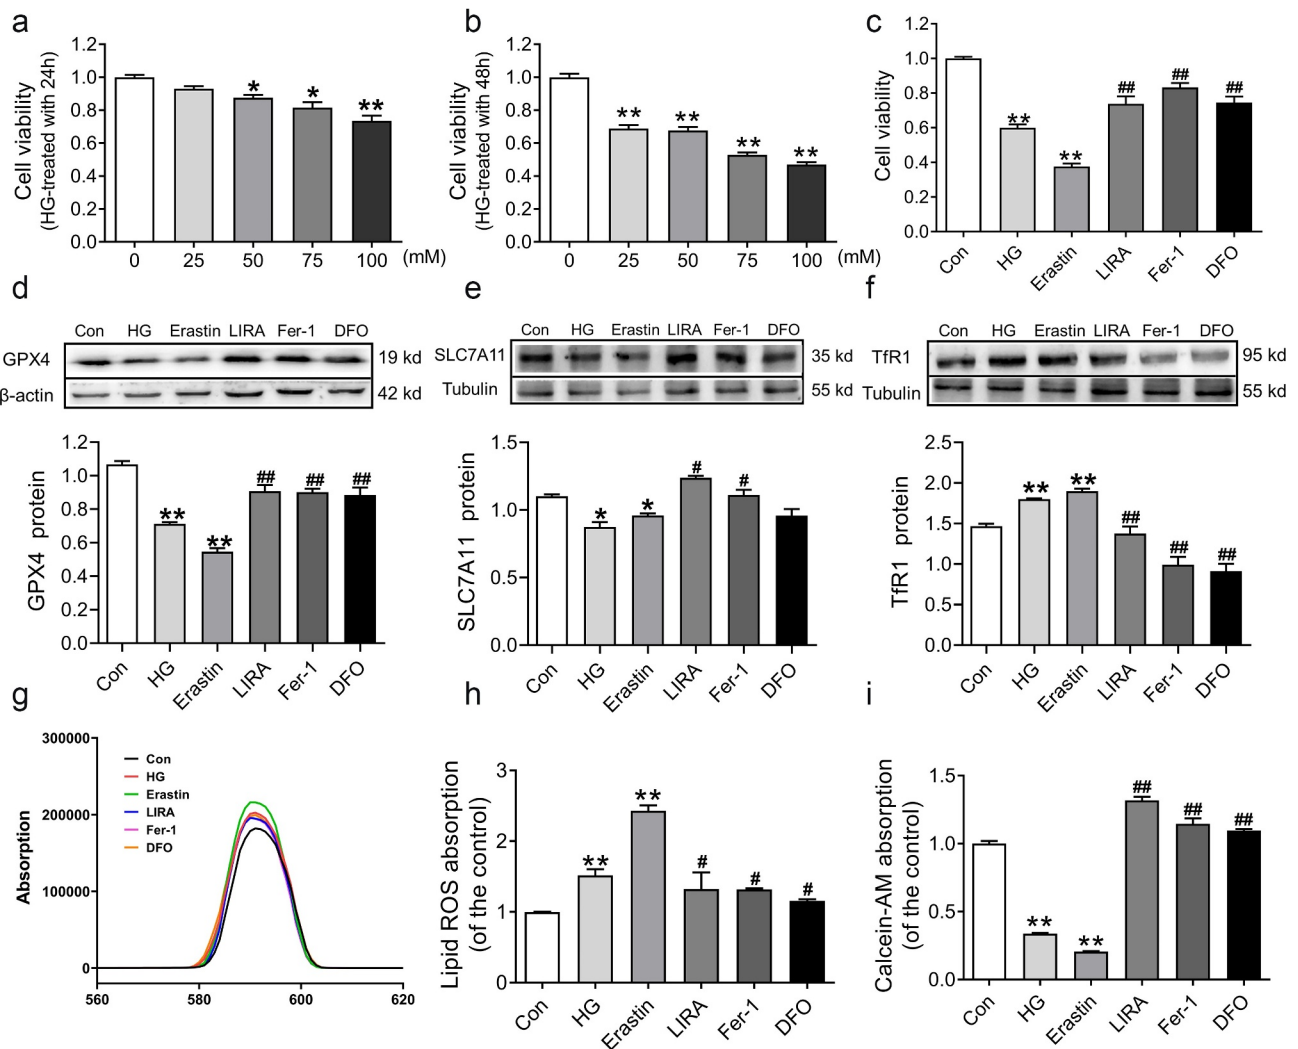 a
Cell viability
(HG-treated with 24h)
1.2
1.0
0.8
0.6
0.4
0.2
0.0
* * **
0 25 50 75 100 (mM)
b
Cell viability
(HG-treated with 48h)
1.2
1.0
0.8
0.6
0.4
0.2
0.0
** ** ** **
0 25 50 75 100 (mM)
c
Cell viability
1.2
1.0
0.8
0.6
0.4
0.2
0.0
** ** ## ## ##
Con HG Erastin LIRA Fer-1 DFO
d
Con HG Erastin LIRA Fer-1 DFO
GPX4 19 kd
β-actin 42 kd
GPX4 protein
1.2
1.0
0.8
0.6
0.4
0.2
0.0
** ** ## ## ##
Con HG Erastin LIRA Fer-1 DFO
e
Con HG Erastin LIRA Fer-1 DFO
SLC7A11 35 kd
Tubulin 55 kd
SLC7A11 protein
1.5
1.0
0.5
0.0
* * # #
Con HG Erastin LIRA Fer-1 DFO
f
Con HG Erastin LIRA Fer-1 DFO
TfR1 95 kd
Tubulin 55 kd
TfR1 protein
2.5
2.0
1.5
1.0
0.5
0.0
** ** ## ## ##
Con HG Erastin LIRA Fer-1 DFO
g
Absorption
300000
200000
100000
0
Con
HG
Erastin
LIRA
Fer-1
DFO
560 580 600 620
h
Lipid ROS absorption
(of the control)
3
2
1
0
** ** # # #
Con HG Erastin LIRA Fer-1 DFO
i
Calcein-AM absorption
(of the control)
1.5
1.0
0.5
0.0
** ** ## ## ##
Con HG Erastin LIRA Fer-1 DFO